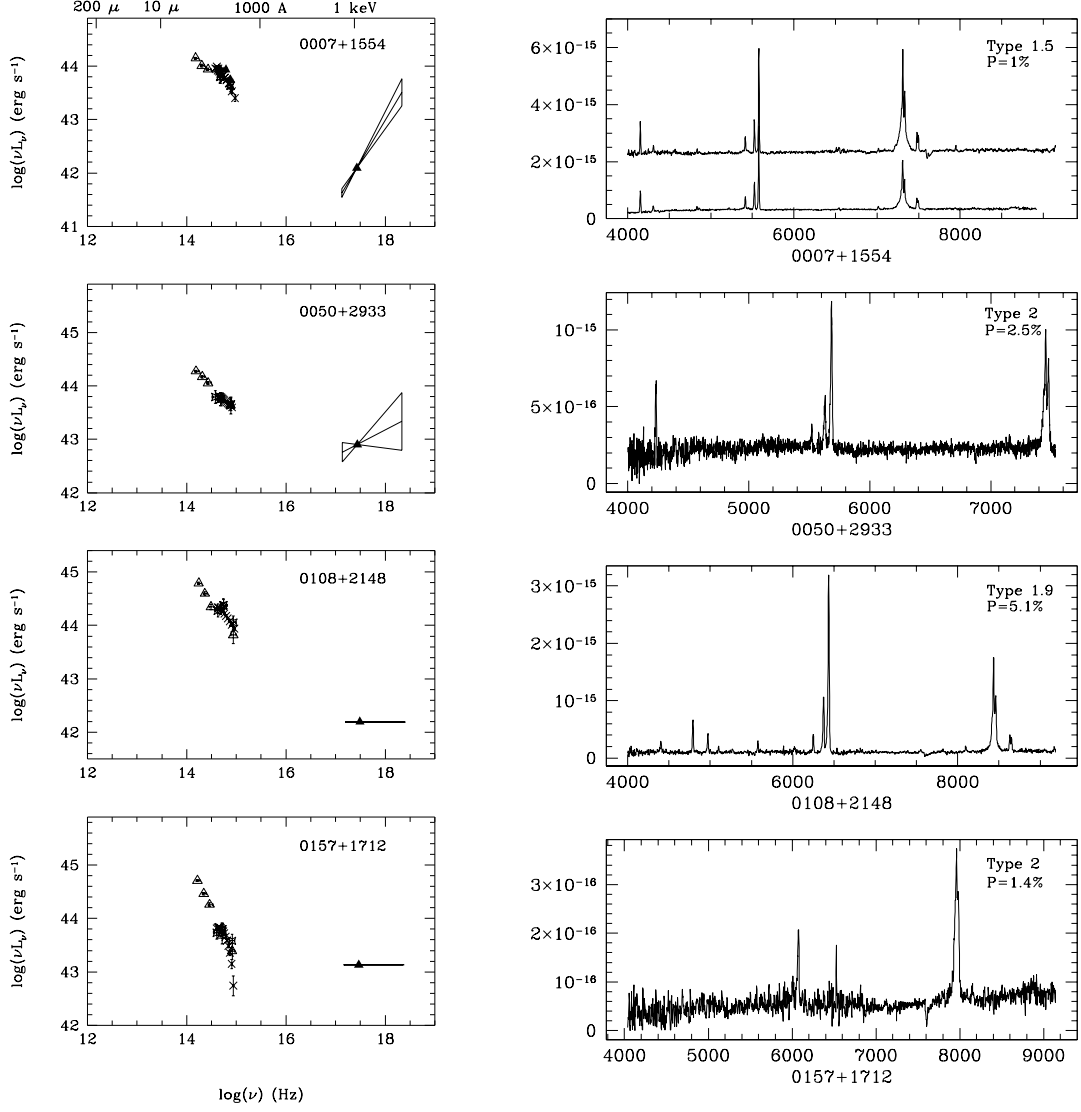 200 μ 10 μ 1000 A 1 keV
0007+1554
44
43
42
41
log(νLν) (erg s⁻¹)
12 14 16 18
Type 1.5
P=1%
6×10⁻¹⁵
4×10⁻¹⁵
2×10⁻¹⁵
0
4000 6000 8000
0007+1554
0050+2933
45
44
43
42
log(νLν) (erg s⁻¹)
12 14 16 18
Type 2
P=2.5%
10⁻¹⁵
5×10⁻¹⁶
0
4000 5000 6000 7000
0050+2933
0108+2148
45
44
43
42
log(νLν) (erg s⁻¹)
12 14 16 18
Type 1.9
P=5.1%
3×10⁻¹⁵
2×10⁻¹⁵
10⁻¹⁵
0
4000 6000 8000
0108+2148
0157+1712
45
44
43
42
log(νLν) (erg s⁻¹)
12 14 16 18
log(ν) (Hz)
Type 2
P=1.4%
3×10⁻¹⁶
2×10⁻¹⁶
10⁻¹⁶
0
4000 5000 6000 7000 8000 9000
0157+1712